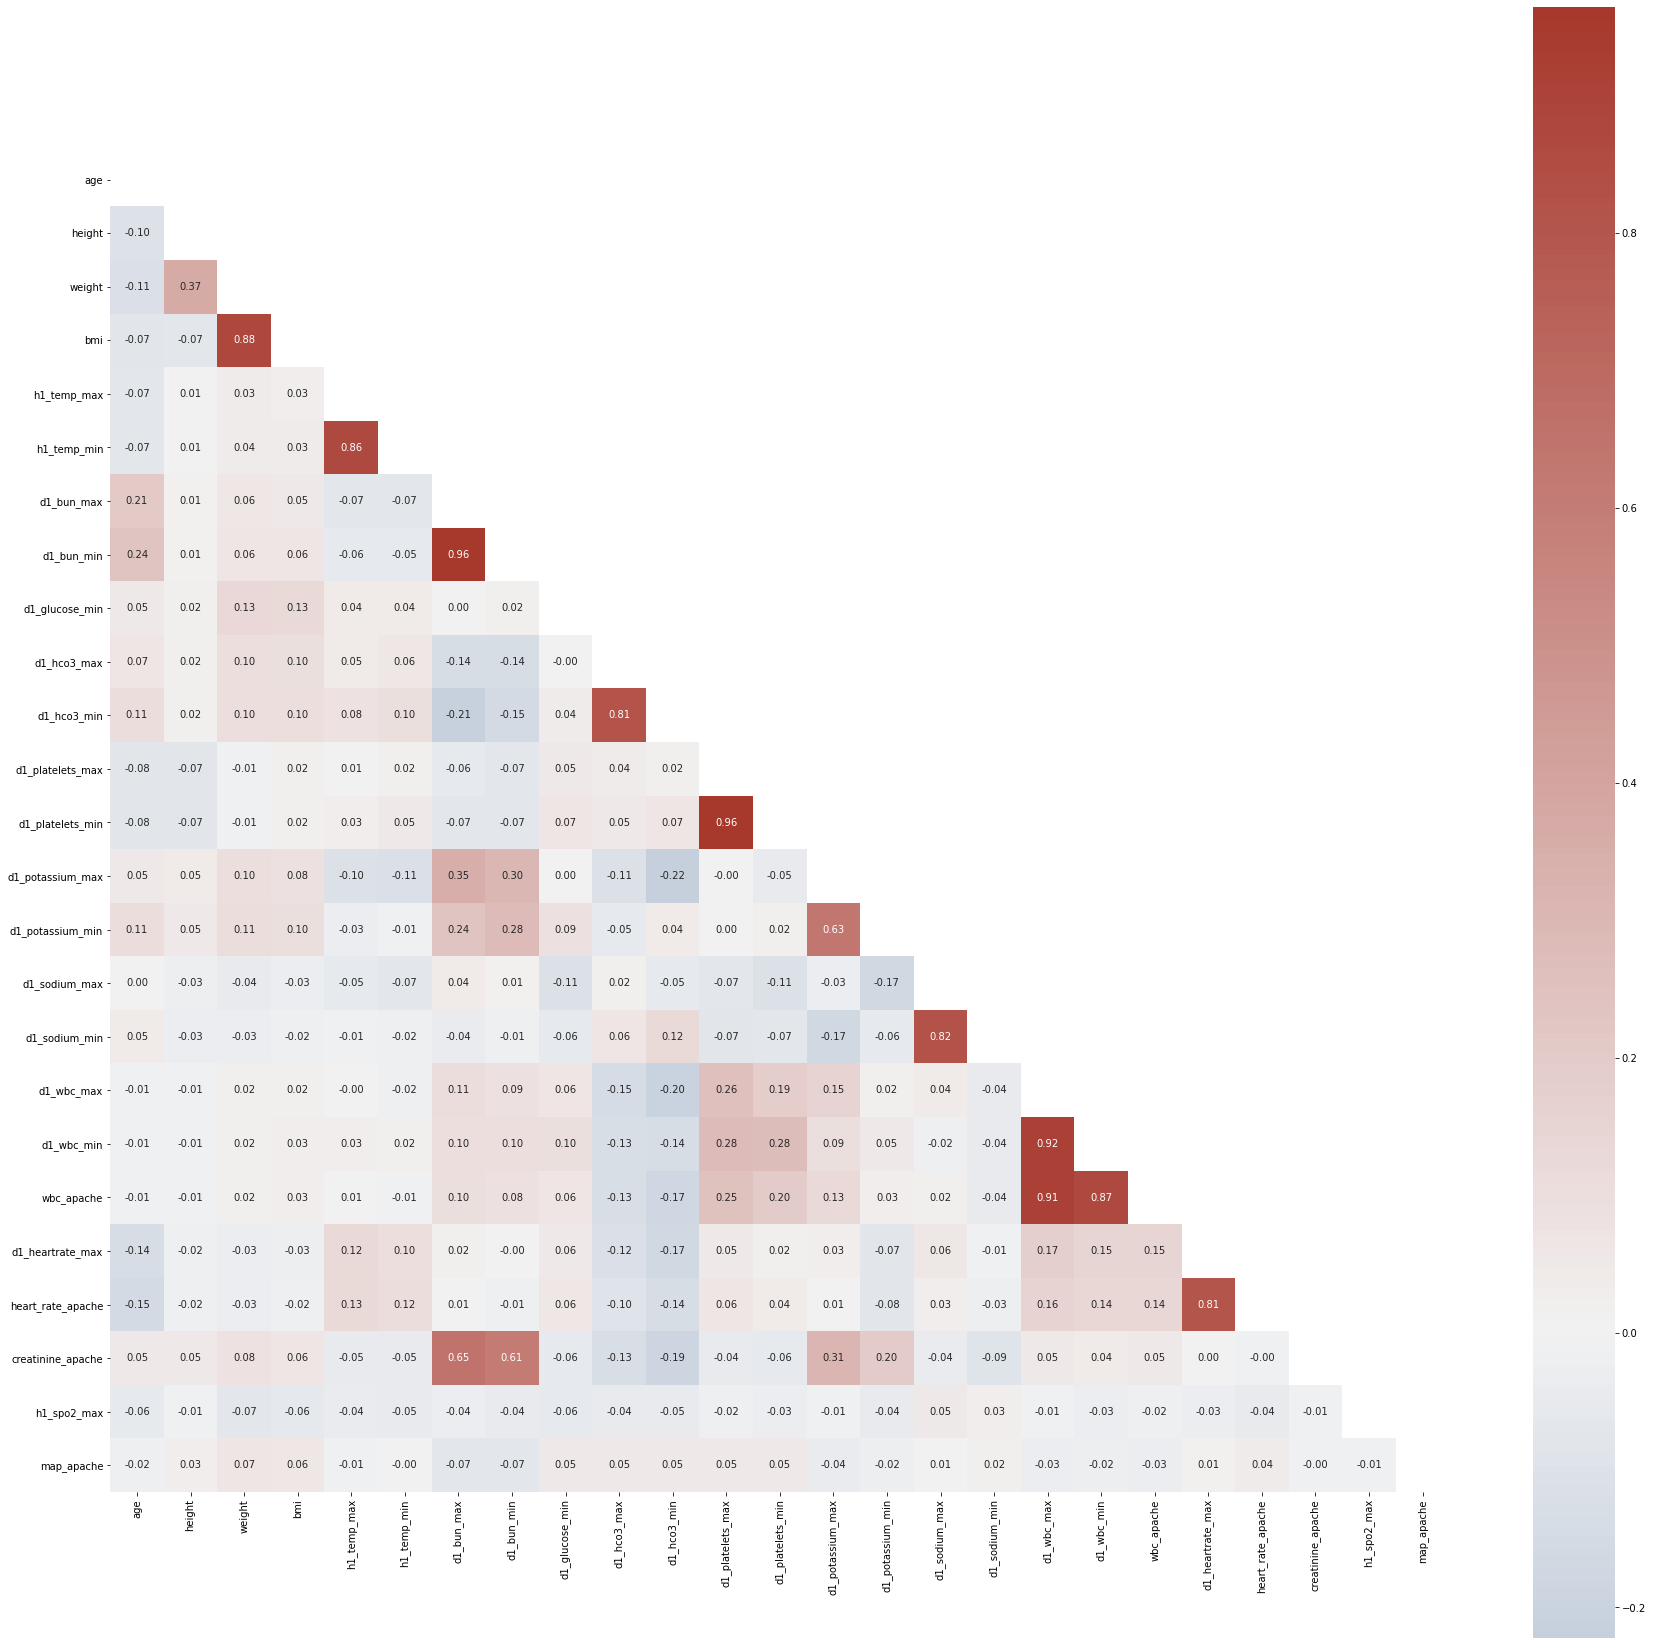 age
height -0.10
weight -0.11 0.37
bmi -0.07 -0.07 0.88
h1_temp_max -0.07 0.01 0.03 0.03
h1_temp_min -0.07 0.01 0.04 0.03 0.86
d1_bun_max 0.21 0.01 0.06 0.05 -0.07 -0.07
d1_bun_min 0.24 0.01 0.06 0.06 -0.06 -0.05 0.96
d1_glucose_min 0.05 0.02 0.13 0.13 0.04 0.04 0.00 0.02
d1_hco3_max 0.07 0.02 0.10 0.10 0.05 0.06 -0.14 -0.14 -0.00
d1_hco3_min 0.11 0.02 0.10 0.10 0.08 0.10 -0.21 -0.15 0.04 0.81
d1_platelets_max -0.08 -0.07 -0.01 0.02 0.01 0.02 -0.06 -0.07 0.05 0.04 0.02
d1_platelets_min -0.08 -0.07 -0.01 0.02 0.03 0.05 -0.07 -0.07 0.07 0.05 0.07 0.96
d1_potassium_max 0.05 0.05 0.10 0.08 -0.10 -0.11 0.35 0.30 0.00 -0.11 -0.22 -0.00 -0.05
d1_potassium_min 0.11 0.05 0.11 0.10 -0.03 -0.01 0.24 0.28 0.09 -0.05 0.04 0.00 0.02 0.63
d1_sodium_max 0.00 -0.03 -0.04 -0.03 -0.05 -0.07 0.04 0.01 -0.11 0.02 -0.05 -0.07 -0.11 -0.03 -0.17
d1_sodium_min 0.05 -0.03 -0.03 -0.02 -0.01 -0.02 -0.04 -0.01 -0.06 0.06 0.12 -0.07 -0.07 -0.17 -0.06 0.82
d1_wbc_max -0.01 -0.01 0.02 0.02 -0.00 -0.02 0.11 0.09 0.06 -0.15 -0.20 0.26 0.19 0.15 0.02 0.04 -0.04
d1_wbc_min -0.01 -0.01 0.02 0.03 0.03 0.02 0.10 0.10 0.10 -0.13 -0.14 0.28 0.28 0.09 0.05 -0.02 -0.04 0.92
wbc_apache -0.01 -0.01 0.02 0.03 0.01 -0.01 0.10 0.08 0.06 -0.13 -0.17 0.25 0.20 0.13 0.03 0.02 -0.04 0.91 0.87
d1_heartrate_max -0.14 -0.02 -0.03 -0.03 0.12 0.10 0.02 -0.00 0.06 -0.12 -0.17 0.05 0.02 0.03 -0.07 0.06 -0.01 0.17 0.15 0.15
heart_rate_apache -0.15 -0.02 -0.03 -0.02 0.13 0.12 0.01 -0.01 0.06 -0.10 -0.14 0.06 0.04 0.01 -0.08 0.03 -0.03 0.16 0.14 0.14 0.81
creatinine_apache 0.05 0.05 0.08 0.06 -0.05 -0.05 0.65 0.61 -0.06 -0.13 -0.19 -0.04 -0.06 0.31 0.20 -0.04 -0.09 0.05 0.04 0.05 0.00 -0.00
h1_spo2_max -0.06 -0.01 -0.07 -0.06 -0.04 -0.05 -0.04 -0.04 -0.06 -0.04 -0.05 -0.02 -0.03 -0.01 -0.04 0.05 0.03 -0.01 -0.03 -0.02 -0.03 -0.04 -0.01
map_apache -0.02 0.03 0.07 0.06 -0.01 -0.00 -0.07 -0.07 0.05 0.05 0.05 0.05 0.05 -0.04 -0.02 0.01 0.02 -0.03 -0.02 -0.03 0.01 0.04 -0.00 -0.01
age
height
weight
bmi
h1_temp_max
h1_temp_min
d1_bun_max
d1_bun_min
d1_glucose_min
d1_hco3_max
d1_hco3_min
d1_platelets_max
d1_platelets_min
d1_potassium_max
d1_potassium_min
d1_sodium_max
d1_sodium_min
d1_wbc_max
d1_wbc_min
wbc_apache
d1_heartrate_max
heart_rate_apache
creatinine_apache
h1_spo2_max
map_apache
0.8
0.6
0.4
0.2
0.0
−0.2